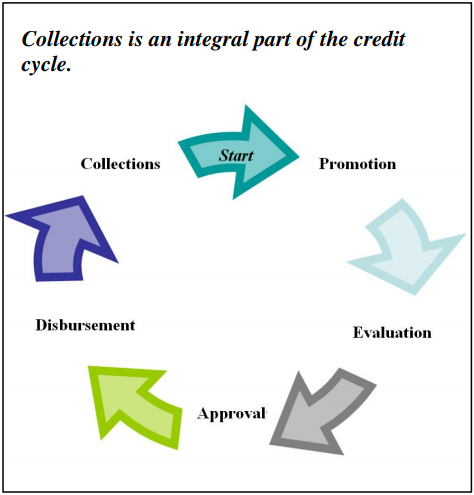 Collections is an integral part of the credit
cycle.
Start
Collections
Promotion
Disbursement
Evaluation
Approval